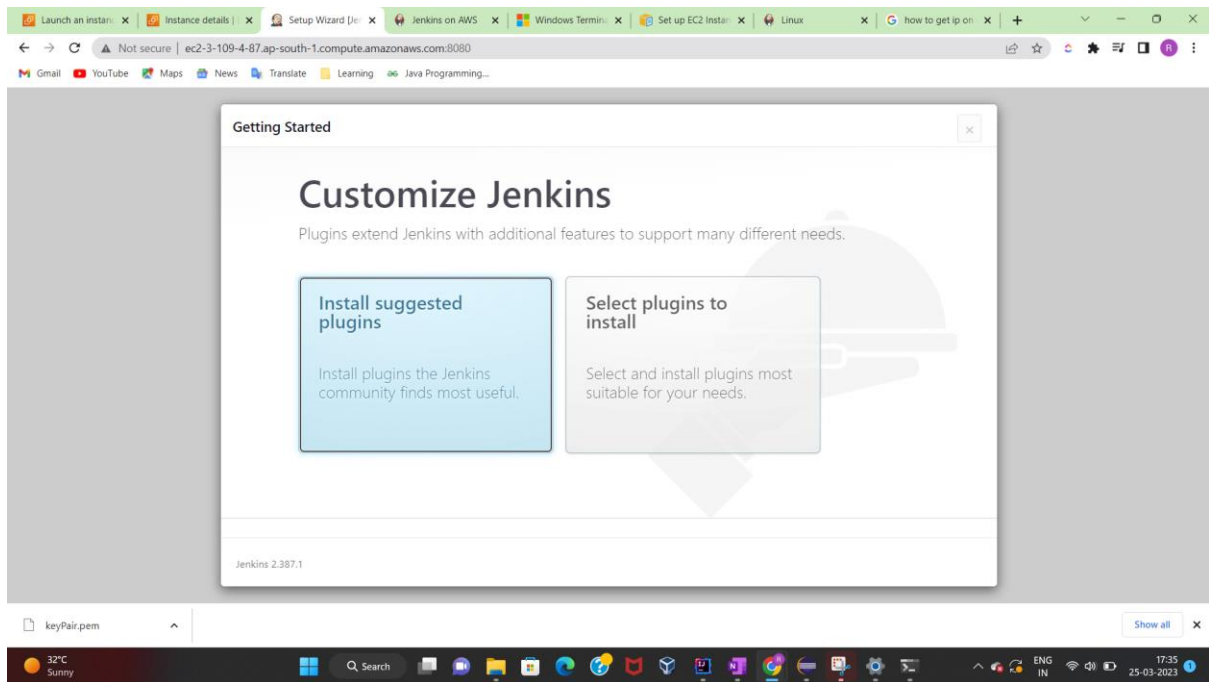 Launch an instan
Instance details |
Setup Wizard [Je
Jenkins on AWS
Windows Termina
Set up EC2 Instan
Linux
how to get ip on
Not secure | ec2-3-109-4-87.ap-south-1.compute.amazonaws.com:8080
Gmail
YouTube
Maps
News
Translate
Learning
Java Programming...
R
Getting Started
Customize Jenkins
Plugins extend Jenkins with additional features to support many different needs.
Install suggested
plugins
Install plugins the Jenkins
community finds most useful.
Select plugins to
install
Select and install plugins most
suitable for your needs.
Jenkins 2.387.1
keyPair.pem
Show all
32°C
Sunny
Search
ENG
IN
17:35
25-03-2023
1